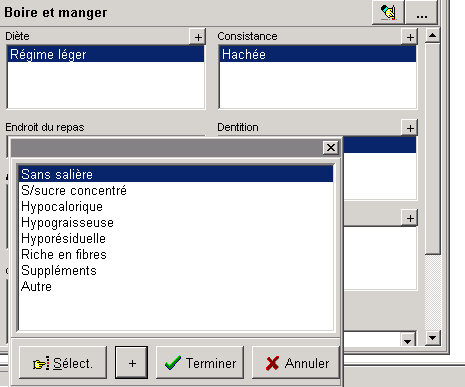 Boire et manger
...
Diète + Consistance +
Régime léger Hachée
Endroit du repas Dentition +
Sans salière
S/sucre concentré
Hypocalorique
Hypograisseuse
Hyporésiduelle
Riche en fibres
Suppléments
Autre
+
Sélect. + Terminer Annuler